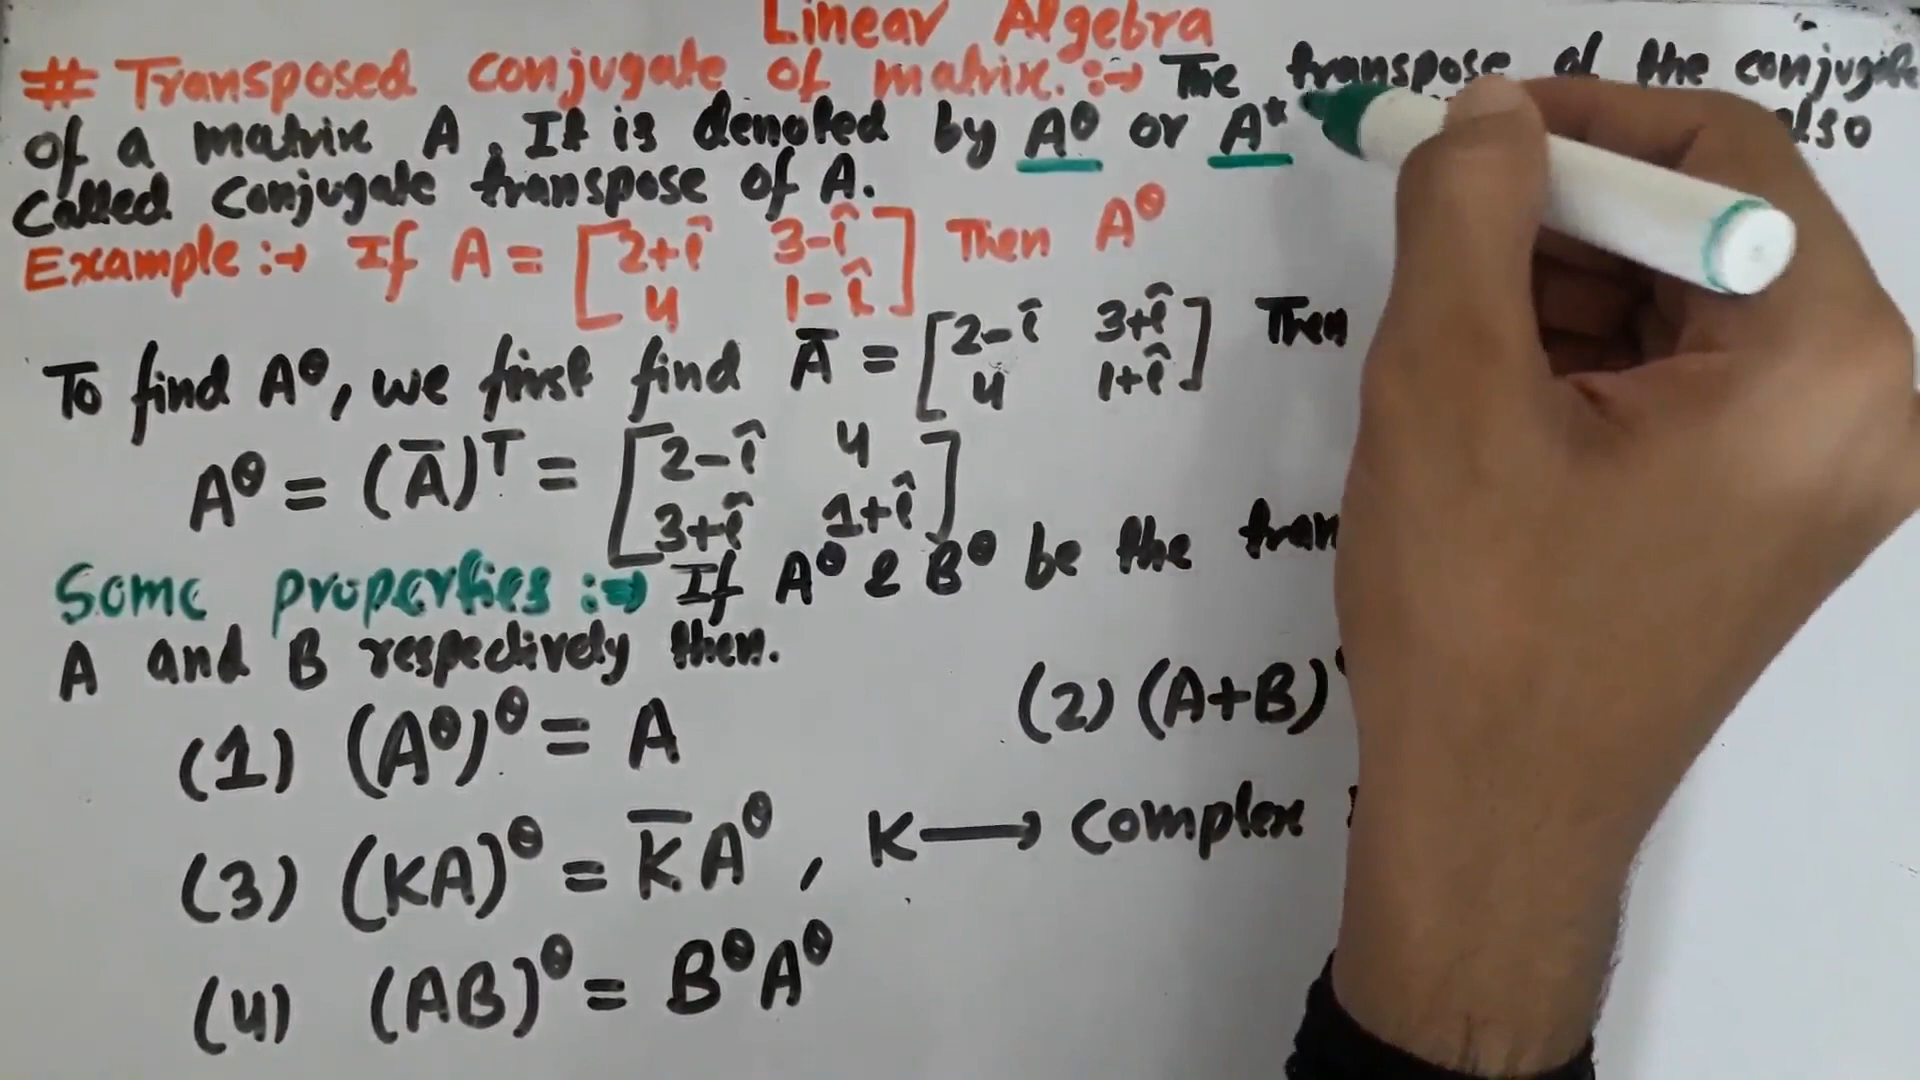 Linear Algebra
# Transposed conjugate of matrix. :→ The transpose of the conjugate
of a matrix A. It is denoted by A^θ or A* also
Called Conjugate transpose of A.
Example :→ If A = [2+i 3-i Then A^θ
4 1-i]
To find A^θ, we first find A̅ = [2-i 3+i Then
4 1+i]
A^θ = (A̅)^T = [2-i 4
3+i 1+i]
Some properties :⇒ If A^θ & B^θ be the tran
A and B respectively then.
(1) (A^θ)^θ = A (2) (A+B)
(3) (KA)^θ = K̅A^θ, K → Complex
(4) (AB)^θ = B^θA^θ